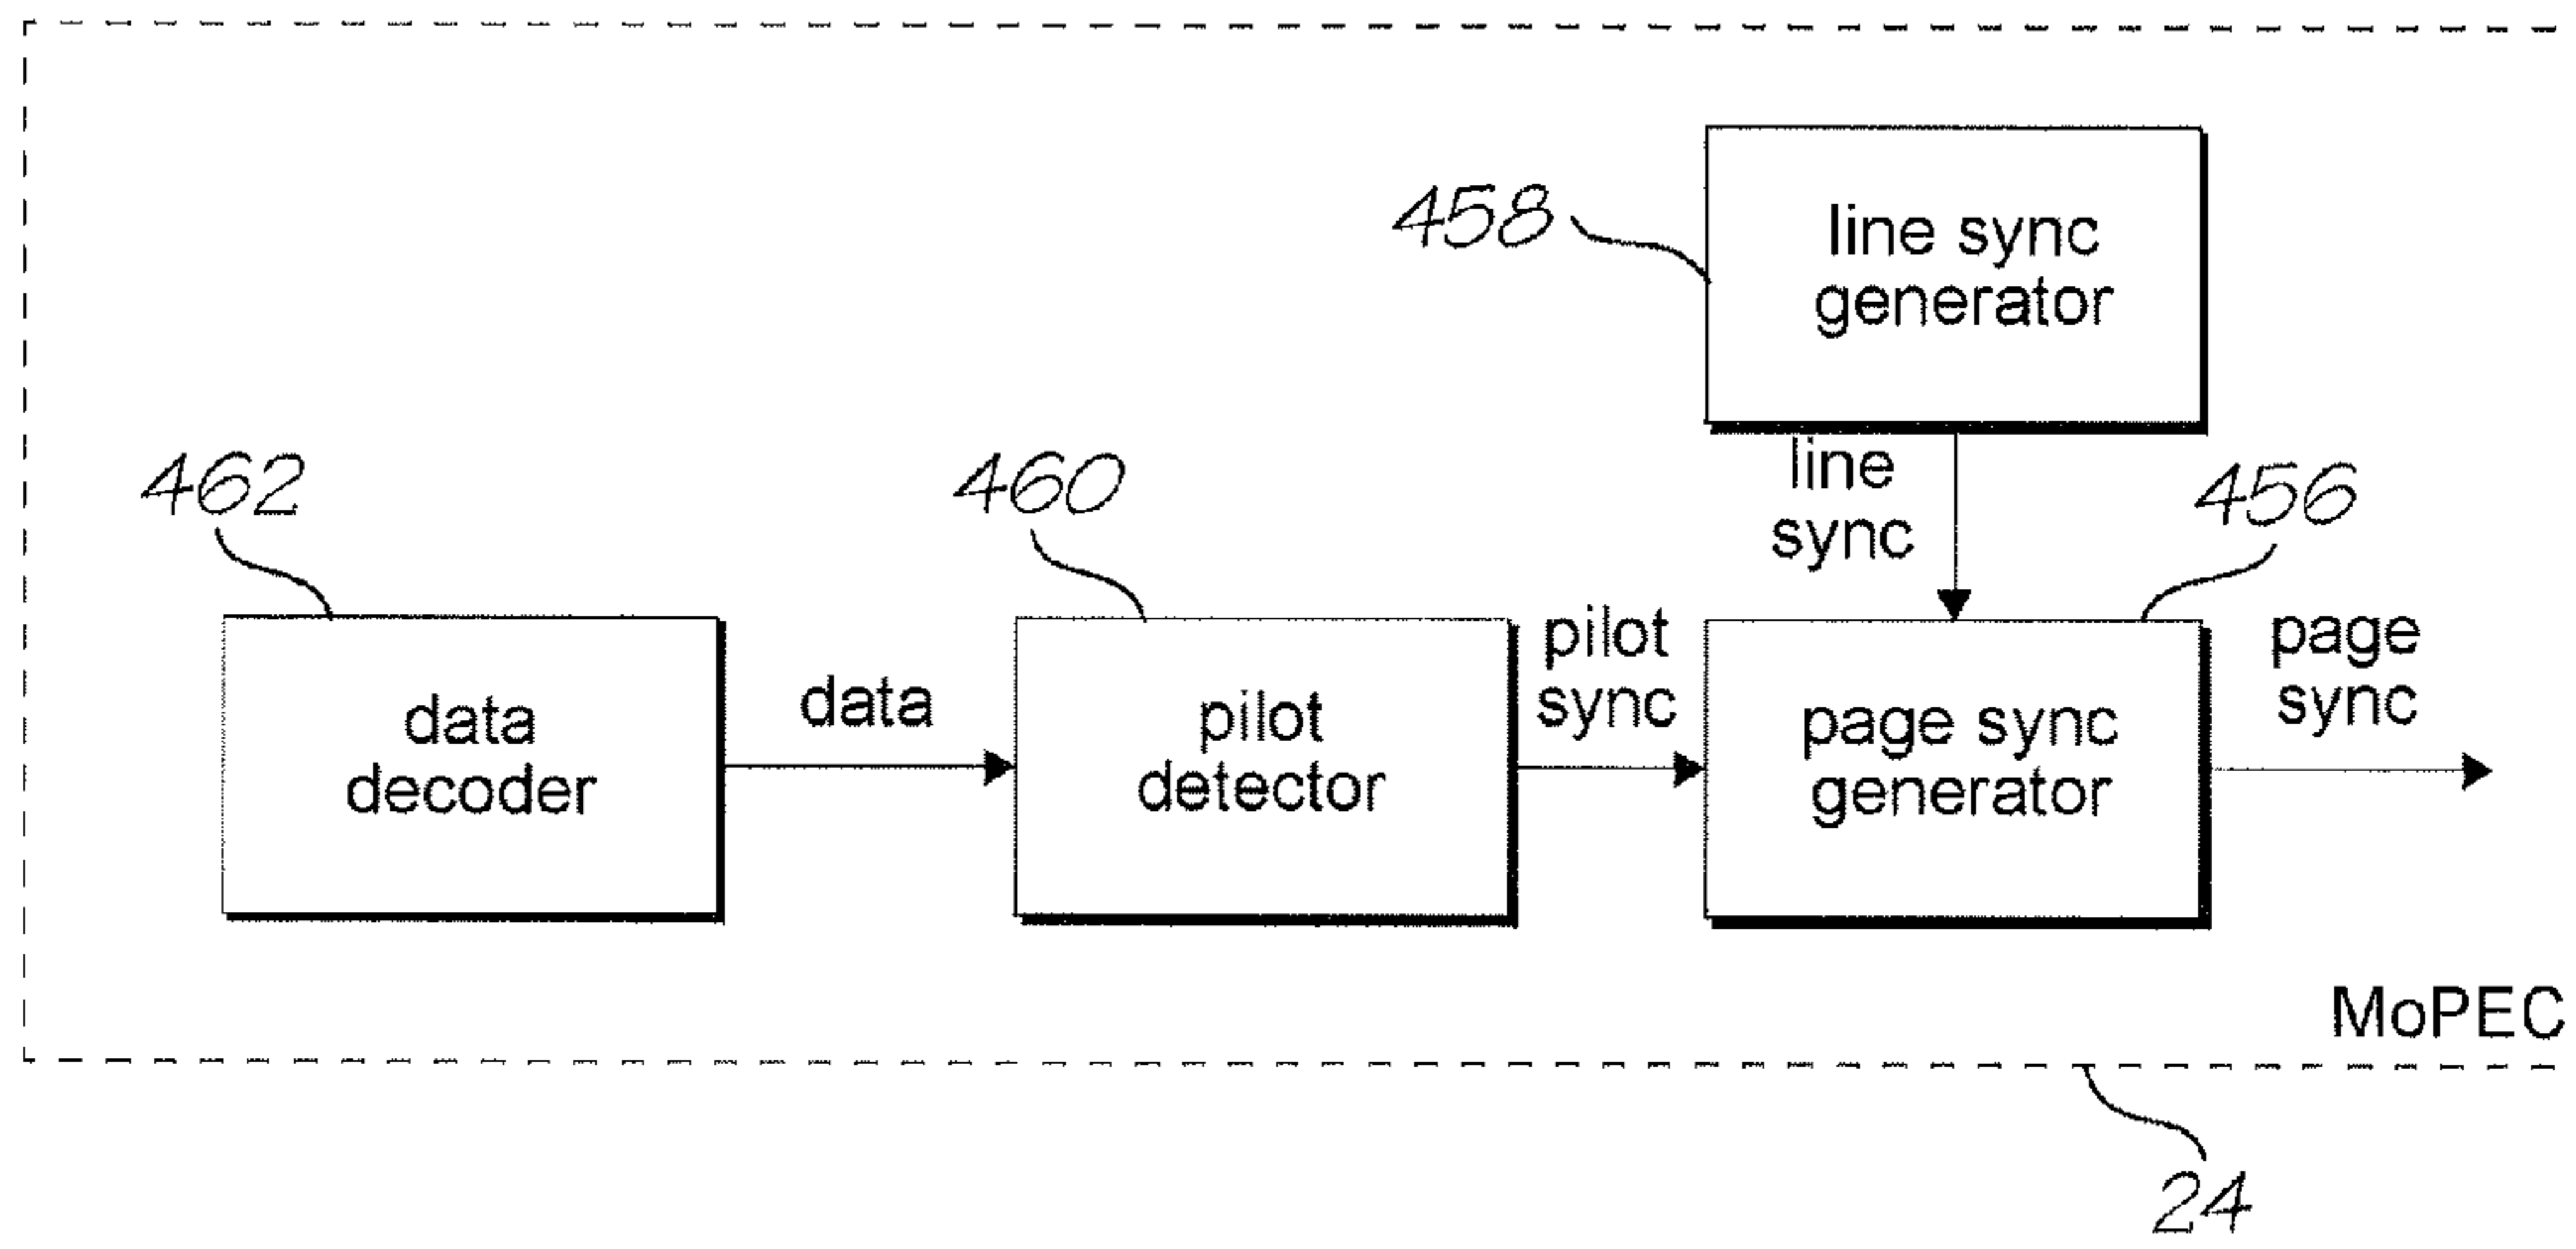 458
line sync
generator
line
sync
462
460
456
data
decoder
data
pilot
detector
pilot
sync
page sync
generator
page
sync
MoPEC
24